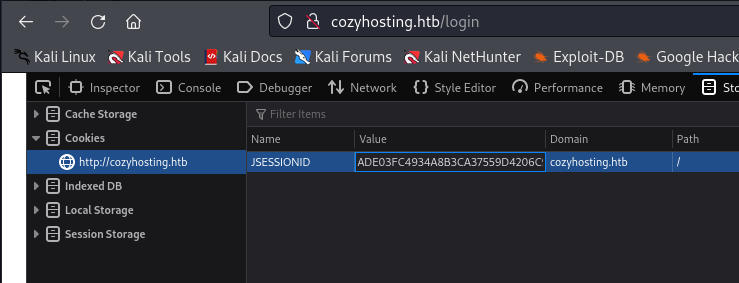 cozyhosting.htb/login
Kali Linux Kali Tools Kali Docs Kali Forums Kali NetHunter Exploit-DB Google Hack
Inspector Console Debugger Network Style Editor Performance Memory Sto
Cache Storage Filter Items
Cookies Name Value Domain Path
http://cozyhosting.htb JSESSIONID ADE03FC4934A8B3CA37559D4206C cozyhosting.htb /
Indexed DB
Local Storage
Session Storage